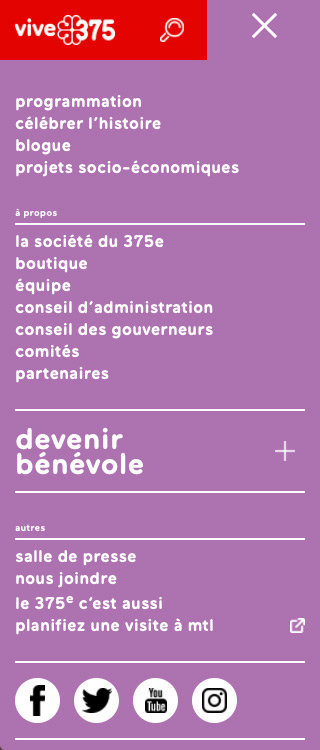 vive 375
programmation
célébrer l'histoire
blogue
projets socio-économiques
à propos
la société du 375e
boutique
équipe
conseil d'administration
conseil des gouverneurs
comités
partenaires
devenir
bénévole
autres
salle de presse
nous joindre
le 375e c'est aussi
planifiez une visite à mtl
You
Tube